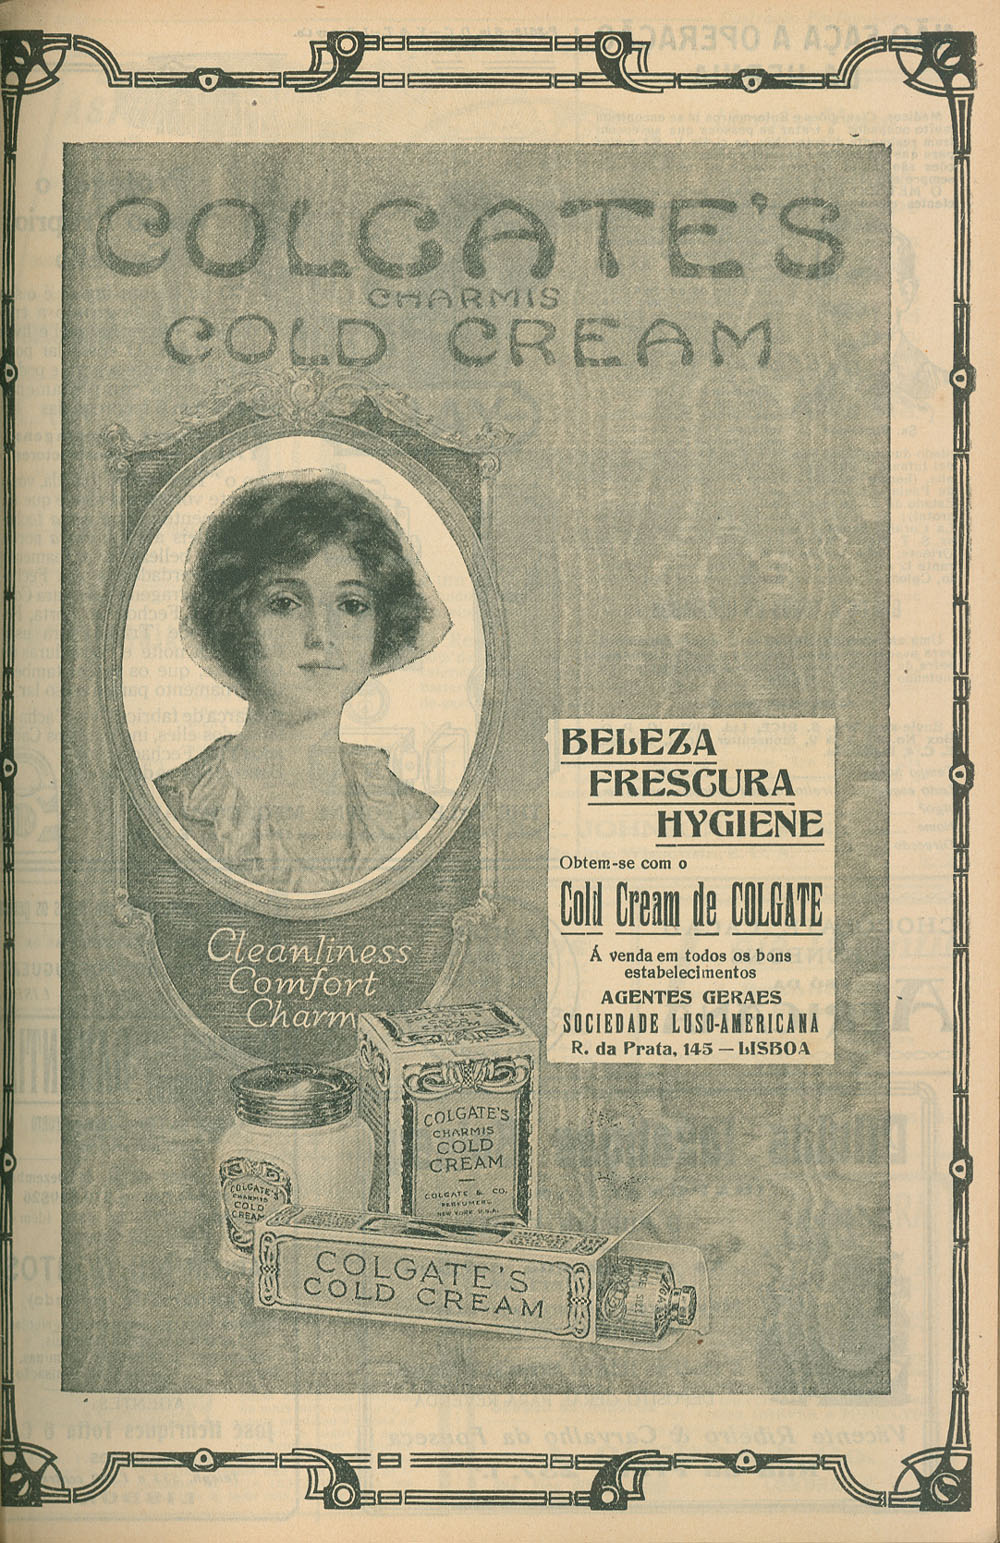 COLGATE'S
CHARMIS
COLD CREAM
Cleanliness
Comfort
Charm
BELEZA
FRESCURA
HYGIENE
Obtem-se com o
Cold Cream de COLGATE
Á venda em todos os bons
estabelecimentos
AGENTES GERAES
SOCIEDADE LUSO-AMERICANA
R. da Prata, 145 — LISBOA
COLGATE'S
CHARMIS
COLD
CREAM
COLGATE & CO.
PERFUMERS
NEW YORK U.S.A.
COLGATE'S
CHARMIS
COLD
CREAM
COLGATE'S
COLD CREAM